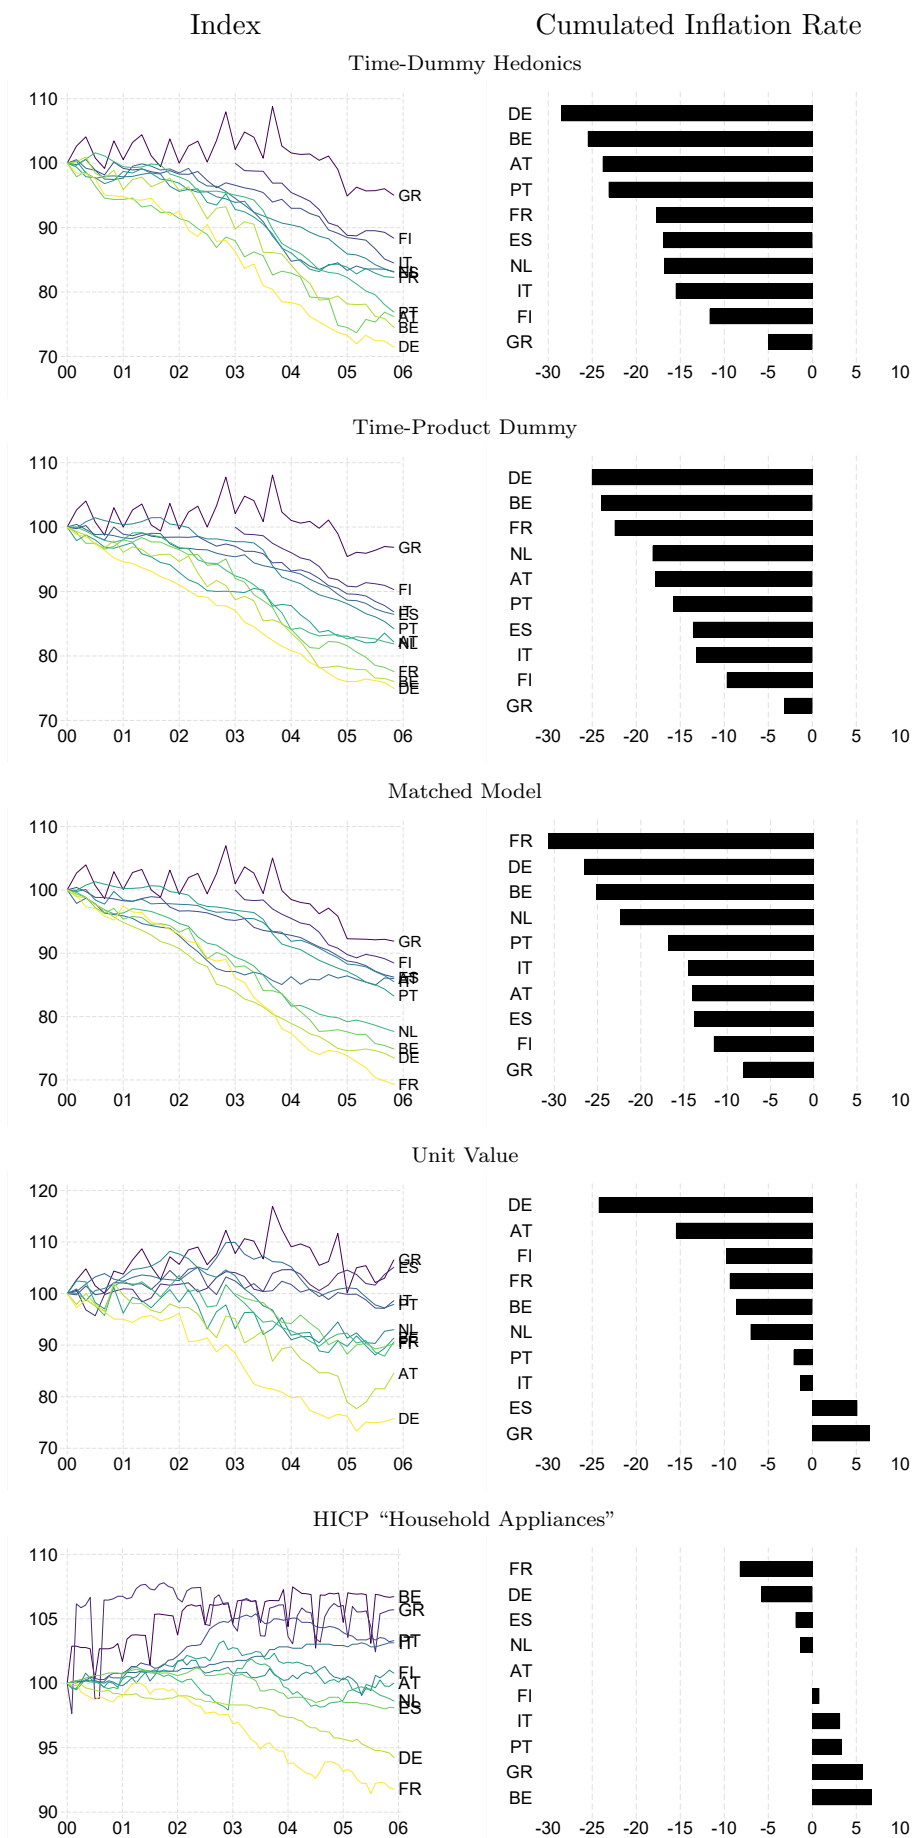 Index Cumulated Inflation Rate
Time-Dummy Hedonics
110
100
90
80
70
00 01 02 03 04 05 06
GR
FI
IT
FR
PT
AT
BE
DE
DE
BE
AT
PT
FR
ES
NL
IT
FI
GR
-30 -25 -20 -15 -10 -5 0 5 10
Time-Product Dummy
110
100
90
80
70
00 01 02 03 04 05 06
GR
FI
IT
ES
PT
AT
NL
FR
BE
DE
DE
BE
FR
NL
AT
PT
ES
IT
FI
GR
-30 -25 -20 -15 -10 -5 0 5 10
Matched Model
110
100
90
80
70
00 01 02 03 04 05 06
GR
FI
ES
PT
NL
BE
DE
FR
FR
DE
BE
NL
PT
IT
AT
ES
FI
GR
-30 -25 -20 -15 -10 -5 0 5 10
Unit Value
120
110
100
90
80
70
00 01 02 03 04 05 06
GR
ES
IT
PT
NL
FR
AT
DE
DE
AT
FI
FR
BE
NL
PT
IT
ES
GR
-30 -25 -20 -15 -10 -5 0 5 10
HICP “Household Appliances”
110
105
100
95
90
00 01 02 03 04 05 06
BE
GR
PT
IT
FI
AT
NL
ES
DE
FR
FR
DE
ES
NL
AT
FI
IT
PT
GR
BE
-30 -25 -20 -15 -10 -5 0 5 10